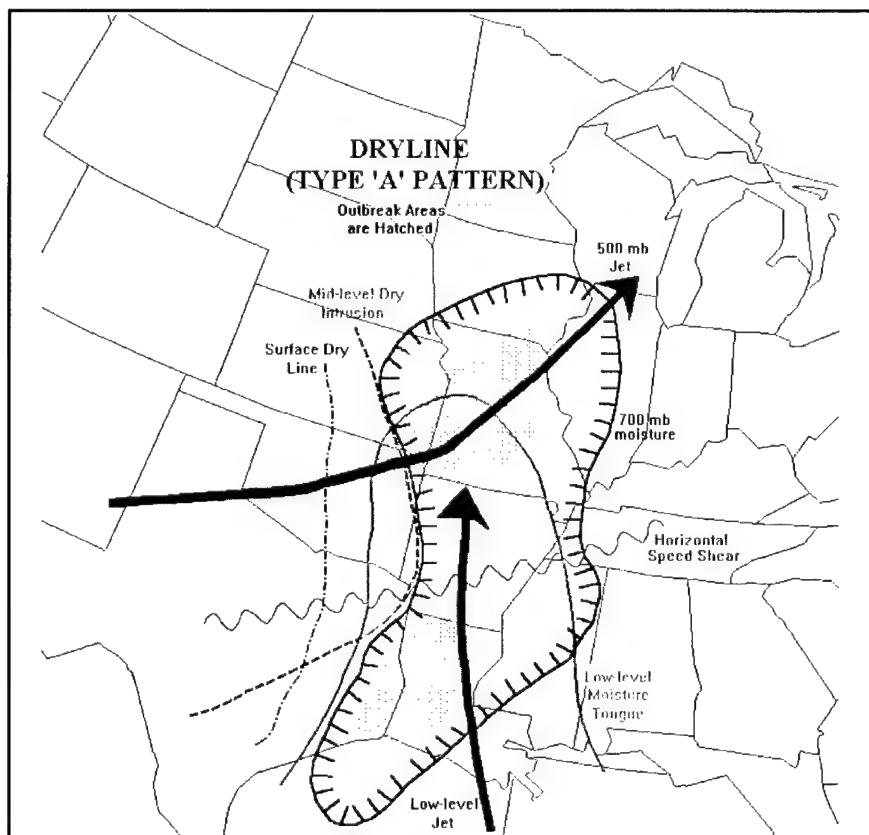 DRYLINE
(TYPE 'A' PATTERN)
Outbreak Areas
are Hatched
500 mb
Jet
Mid-level Dry
Intrusion
Surface Dry
Line
700 mb
moisture
Horizontal
Speed Shear
Low-level
Moisture
Tongue
Low-level
Jet